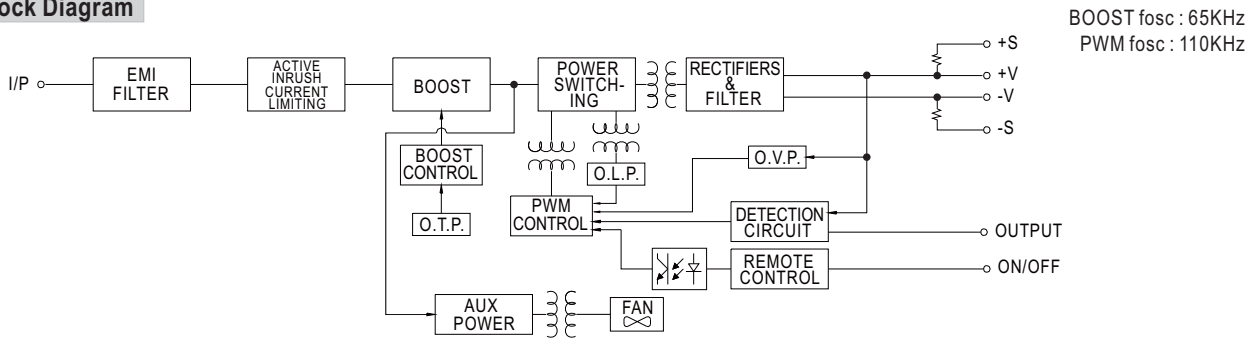 Block Diagram
BOOST fosc : 65KHz
PWM fosc : 110KHz
I/P
EMI
FILTER
ACTIVE
INRUSH
CURRENT
LIMITING
BOOST
POWER
SWITCH-
ING
RECTIFIERS
&
FILTER
+S
+V
-V
-S
BOOST
CONTROL
O.T.P.
O.L.P.
O.V.P.
PWM
CONTROL
DETECTION
CIRCUIT
OUTPUT
REMOTE
CONTROL
ON/OFF
AUX
POWER
FAN